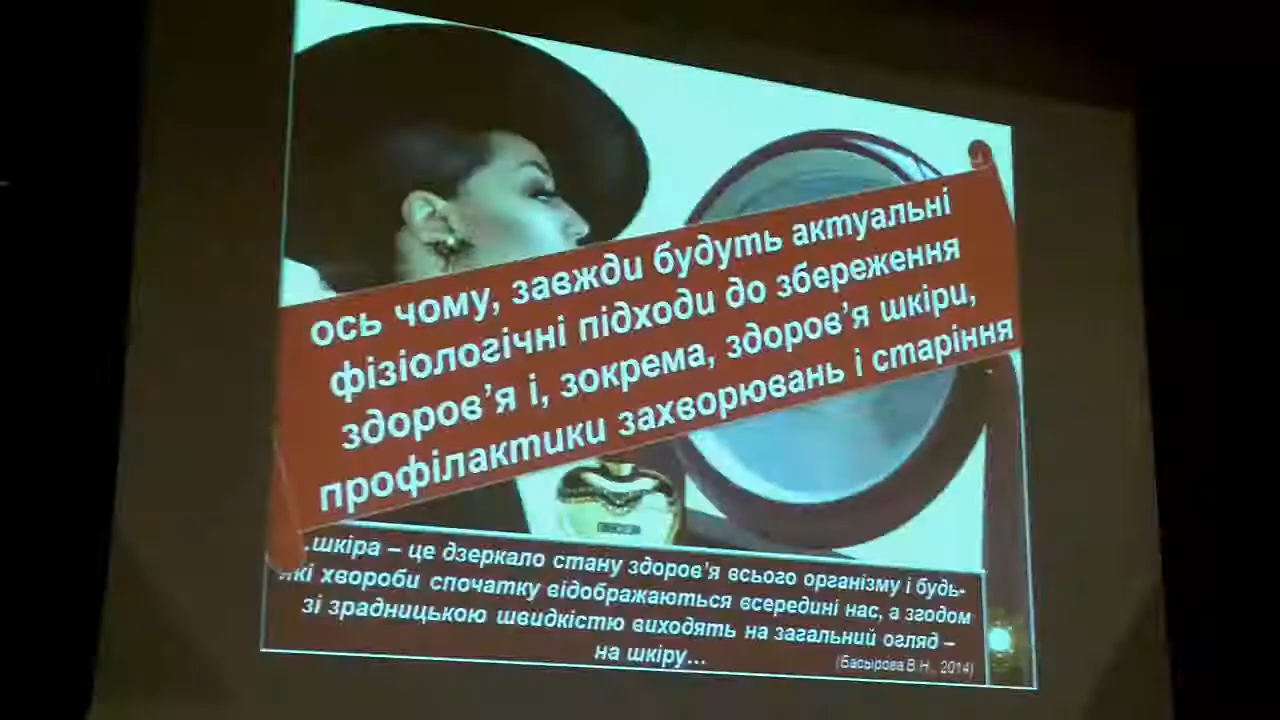 ось чому, завжди будуть актуальні
фізіологічні підходи до збереження
здоров’я і, зокрема, здоров’я шкіри,
профілактики захворювань і старіння
…шкіра – це дзеркало стану здоров’я всього організму і будь-
які хвороби спочатку відображаються всередині нас, а згодом
зі зрадницькою швидкістю виходять на загальний огляд –
на шкіру...
(Басырова В.Н., 2014)